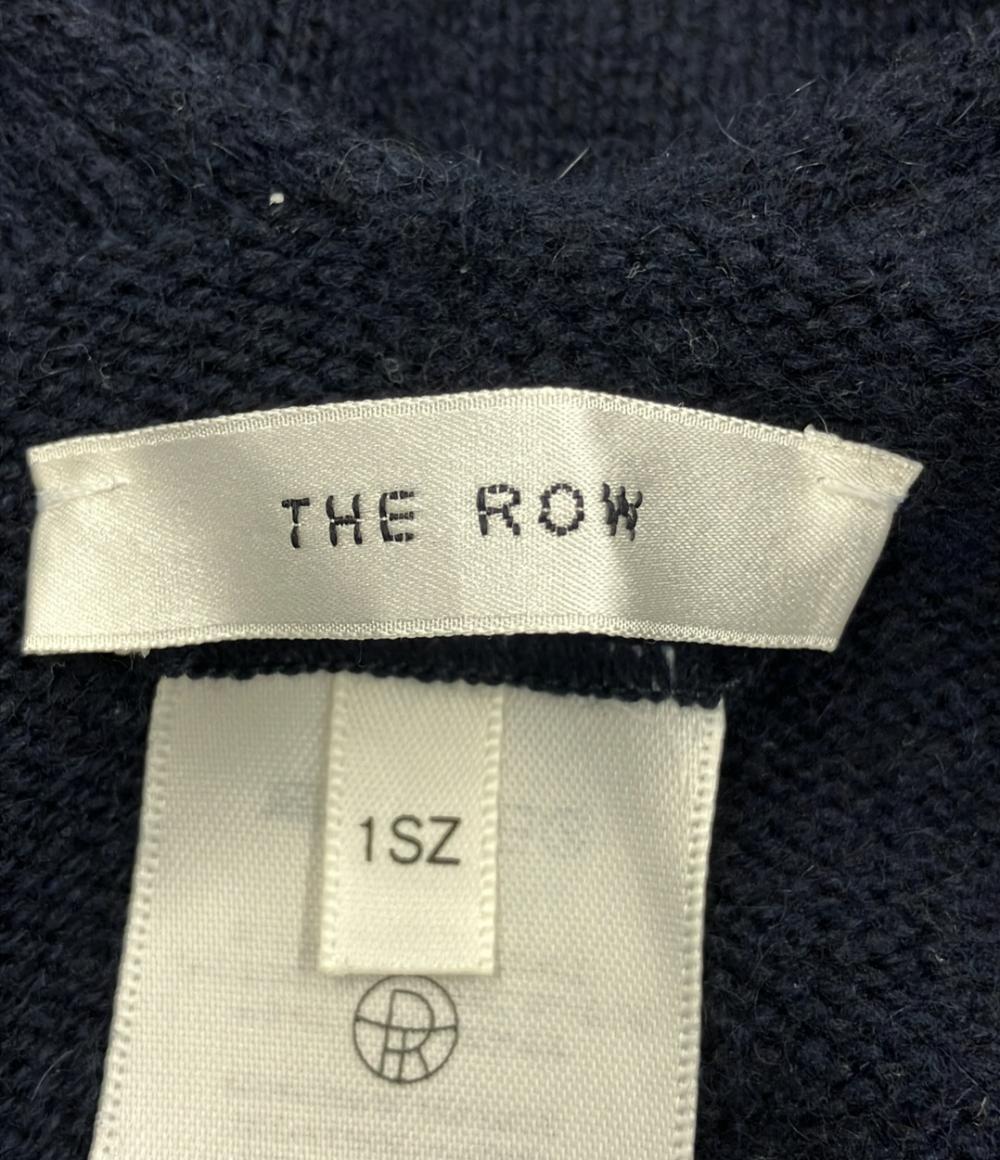 THE ROW
1SZ